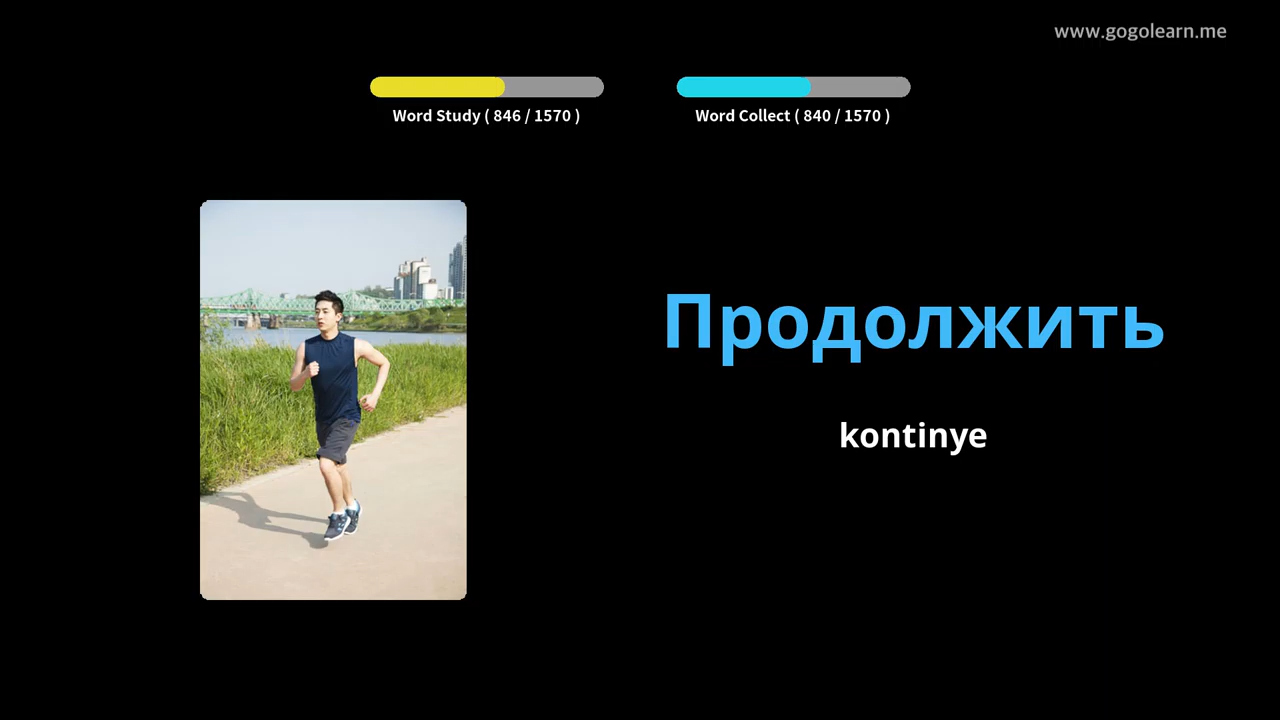 www.gogolearn.me
Word Study ( 846 / 1570 )
Word Collect ( 840 / 1570 )
Продолжить
kontinye